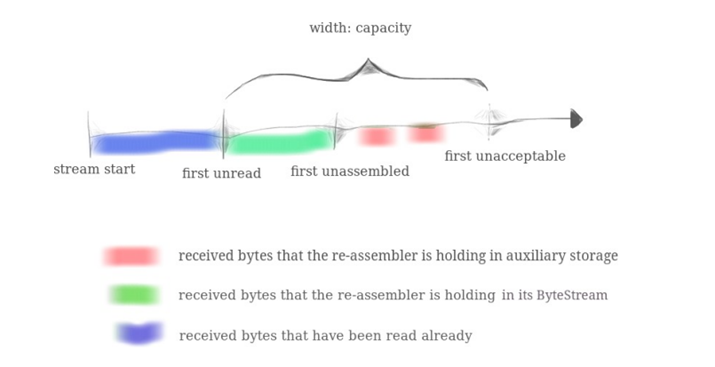 width: capacity
stream start
first unread
first unassembled
first unacceptable
received bytes that the re-assembler is holding in auxiliary storage
received bytes that the re-assembler is holding in its ByteStream
received bytes that have been read already